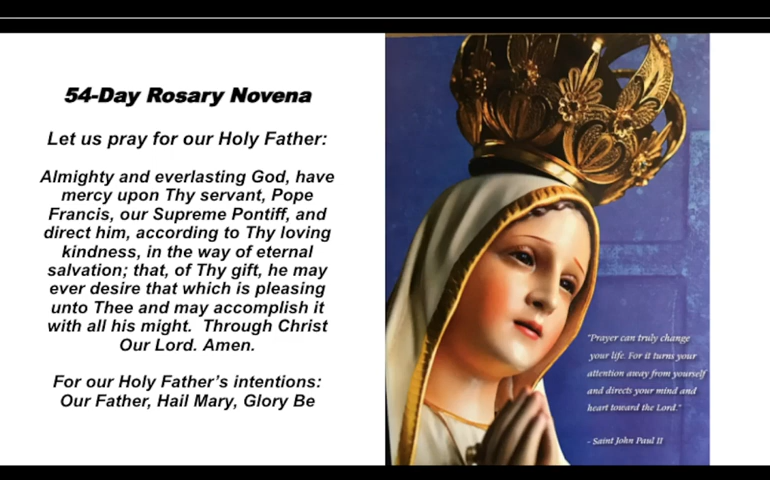 54-Day Rosary Novena
Let us pray for our Holy Father:
Almighty and everlasting God, have
mercy upon Thy servant, Pope
Francis, our Supreme Pontiff, and
direct him, according to Thy loving
kindness, in the way of eternal
salvation; that, of Thy gift, he may
ever desire that which is pleasing
unto Thee and may accomplish it
with all his might.  Through Christ
Our Lord. Amen.
For our Holy Father's intentions:
Our Father, Hail Mary, Glory Be
"Prayer can truly change
your life. For it turns your
attention away from yourself
and directs your mind and
heart toward the Lord."
- Saint John Paul II